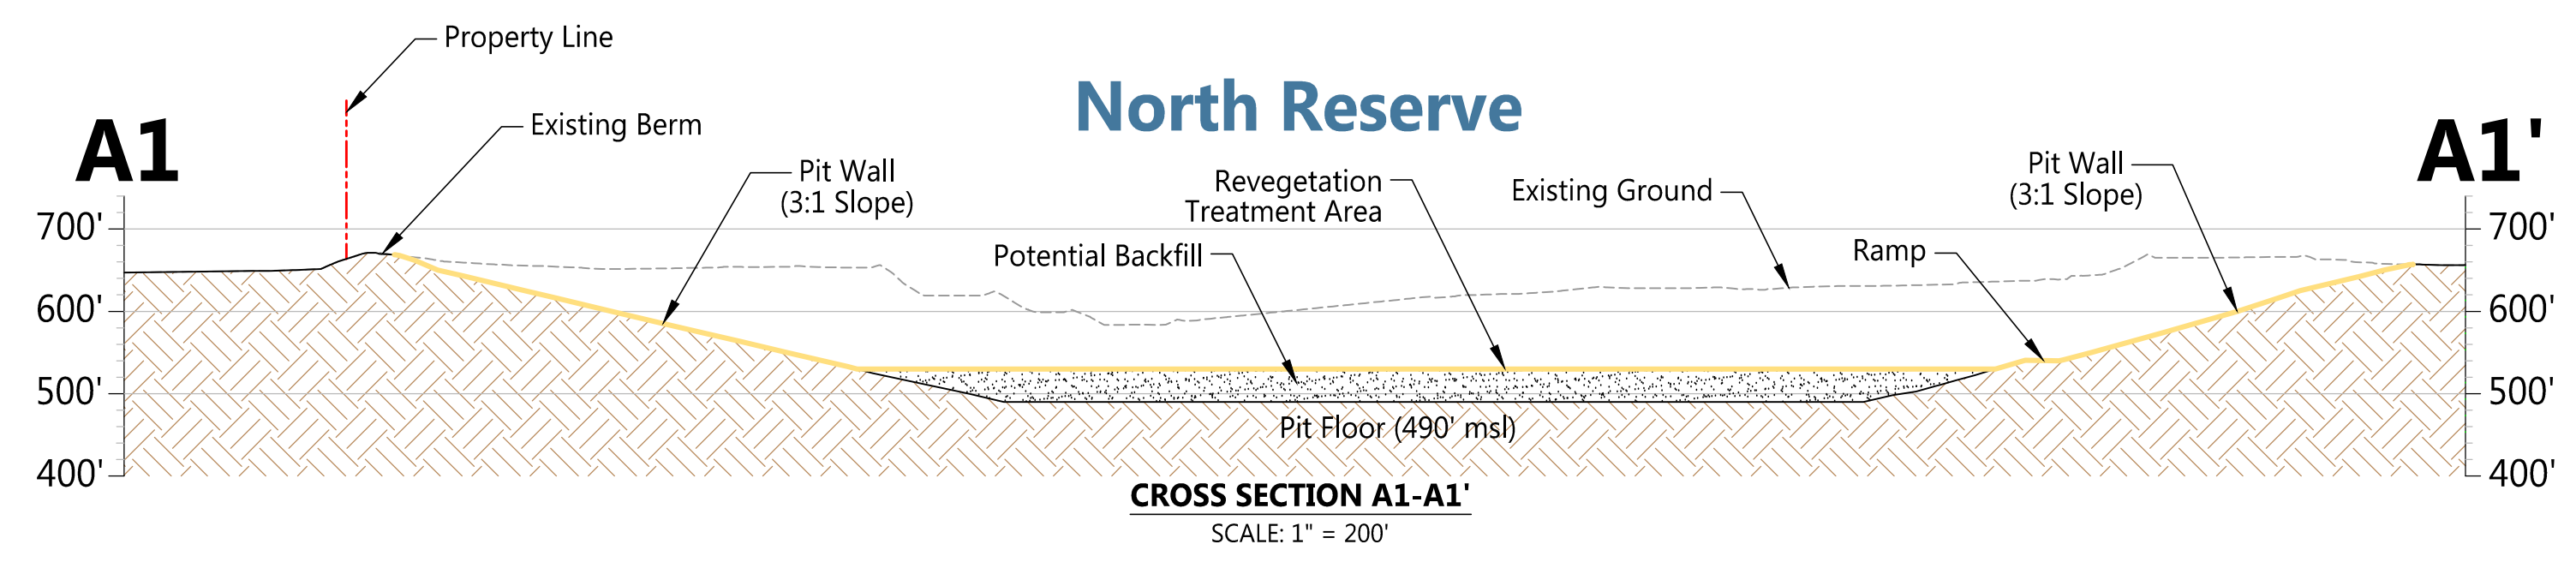 Property Line
North Reserve
A1
Existing Berm
A1'
Pit Wall
(3:1 Slope)
Revegetation
Treatment Area
Existing Ground
Pit Wall
(3:1 Slope)
Potential Backfill
Ramp
700'
700'
600'
600'
500'
500'
Pit Floor (490' msl)
400'
400'
CROSS SECTION A1-A1'
SCALE: 1" = 200'